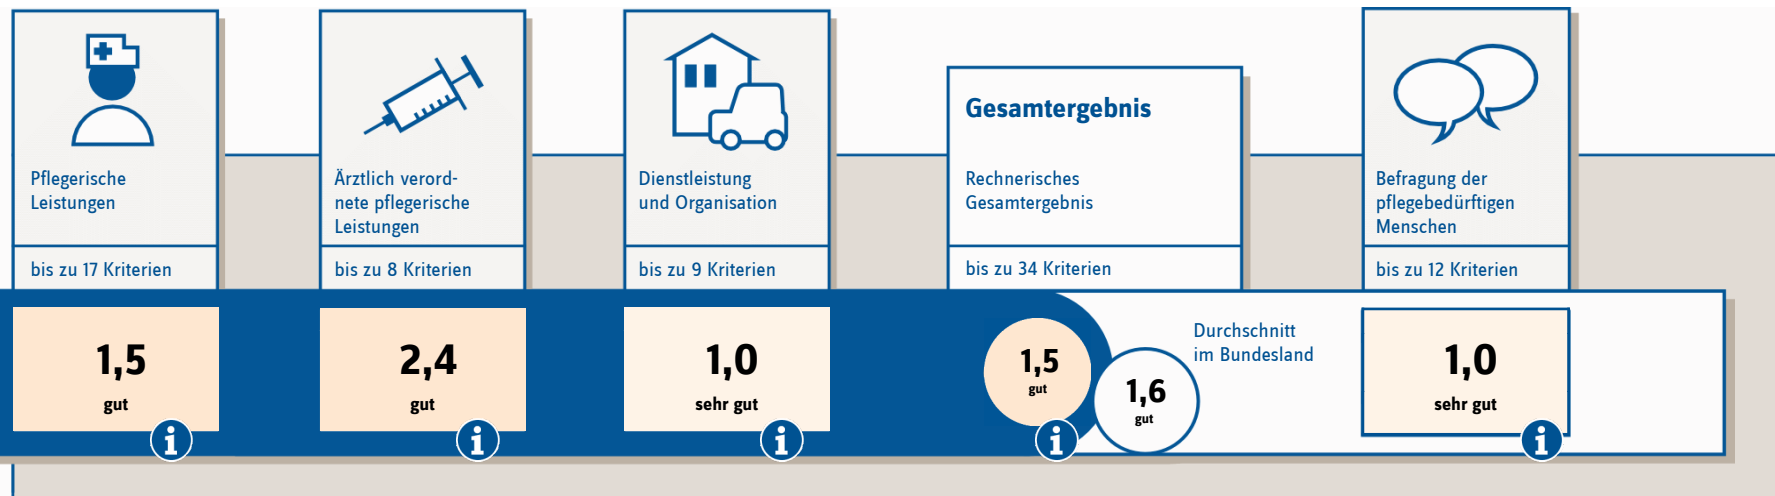 Pflegerische
Leistungen
bis zu 17 Kriterien
1,5
gut
Ärztlich verord-
nete pflegerische
Leistungen
bis zu 8 Kriterien
2,4
gut
Dienstleistung
und Organisation
bis zu 9 Kriterien
1,0
sehr gut
Gesamtergebnis
Rechnerisches
Gesamtergebnis
bis zu 34 Kriterien
1,5
gut
1,6
gut
Durchschnitt
im Bundesland
Befragung der
pflegebedürftigen
Menschen
bis zu 12 Kriterien
1,0
sehr gut